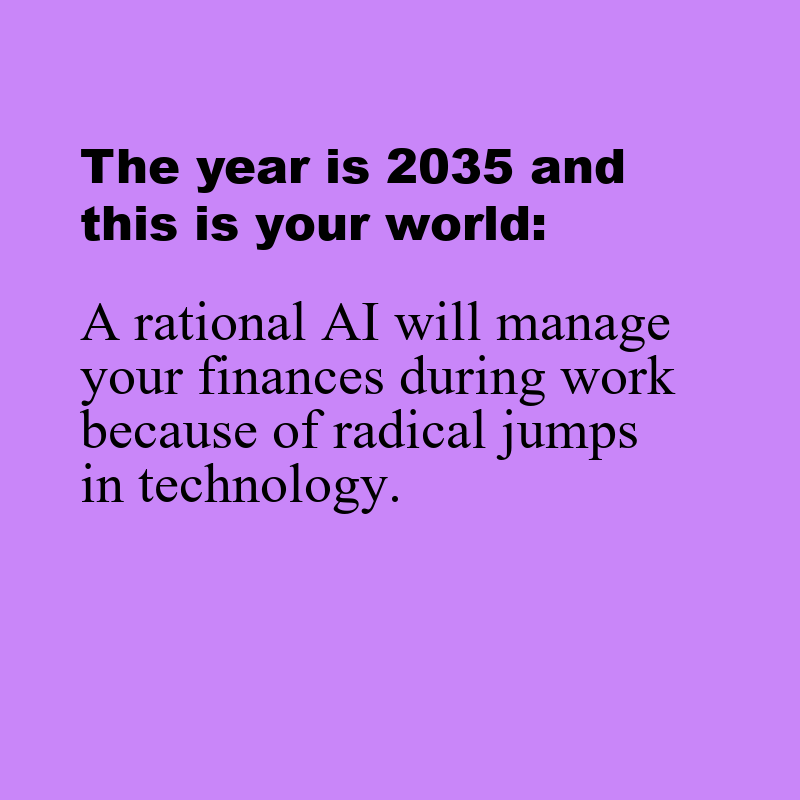 The year is 2035 and
this is your world:
A rational AI will manage
your finances during work
because of radical jumps
in technology.